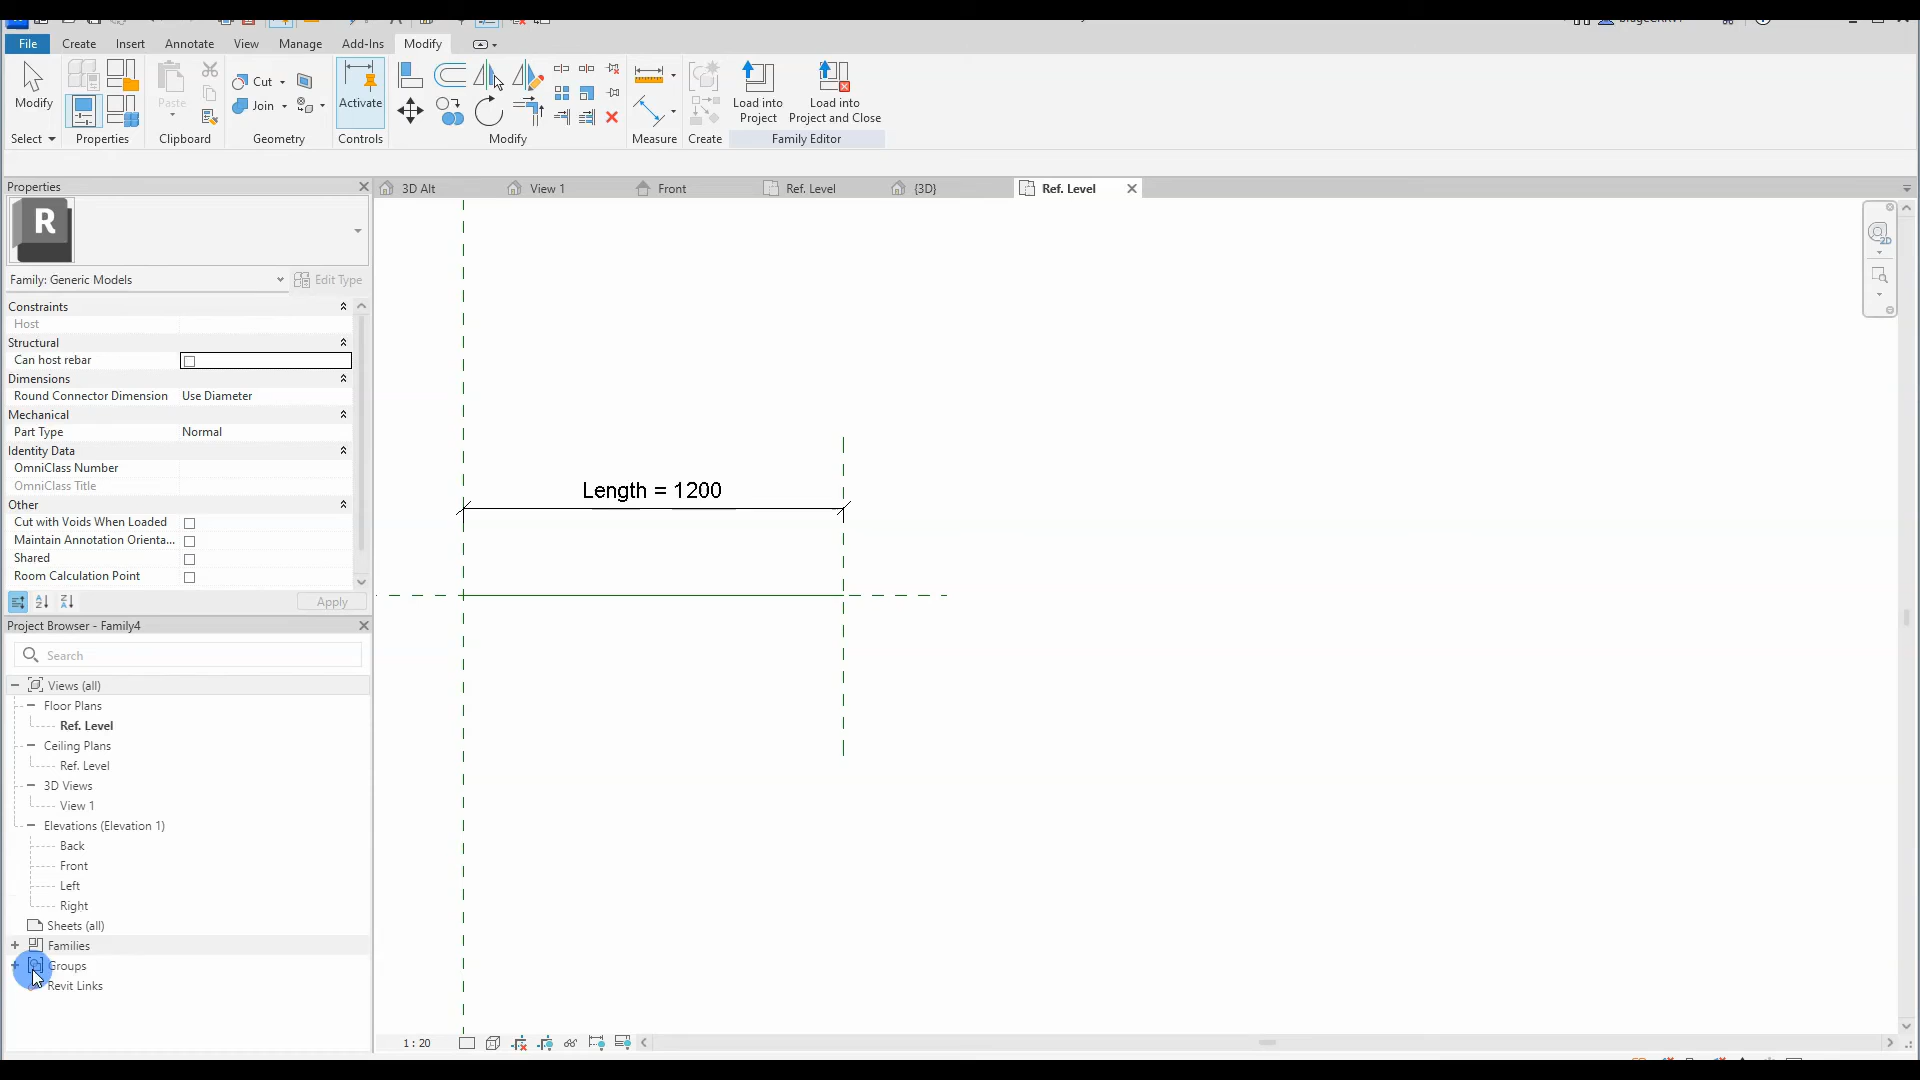 File Create Insert Annotate View Manage Add-Ins Modify
Modify
Paste
Cut
Join
Activate
Load into Project
Load into Project and Close
Select Properties Clipboard Geometry Controls Modify Measure Create Family Editor
Properties
3D Alt View 1 Front Ref. Level {3D} Ref. Level
R
2D
Family: Generic Models Edit Type
Constraints
Host
Structural
Can host rebar
Dimensions
Round Connector Dimension Use Diameter
Mechanical
Part Type Normal
Identity Data
OmniClass Number
OmniClass Title
Other
Cut with Voids When Loaded
Maintain Annotation Orienta...
Shared
Room Calculation Point
Apply
Length = 1200
Project Browser - Family4
Search
Views (all)
Floor Plans
Ref. Level
Ceiling Plans
Ref. Level
3D Views
View 1
Elevations (Elevation 1)
Back
Front
Left
Right
Sheets (all)
Families
Groups
Revit Links
1 : 20